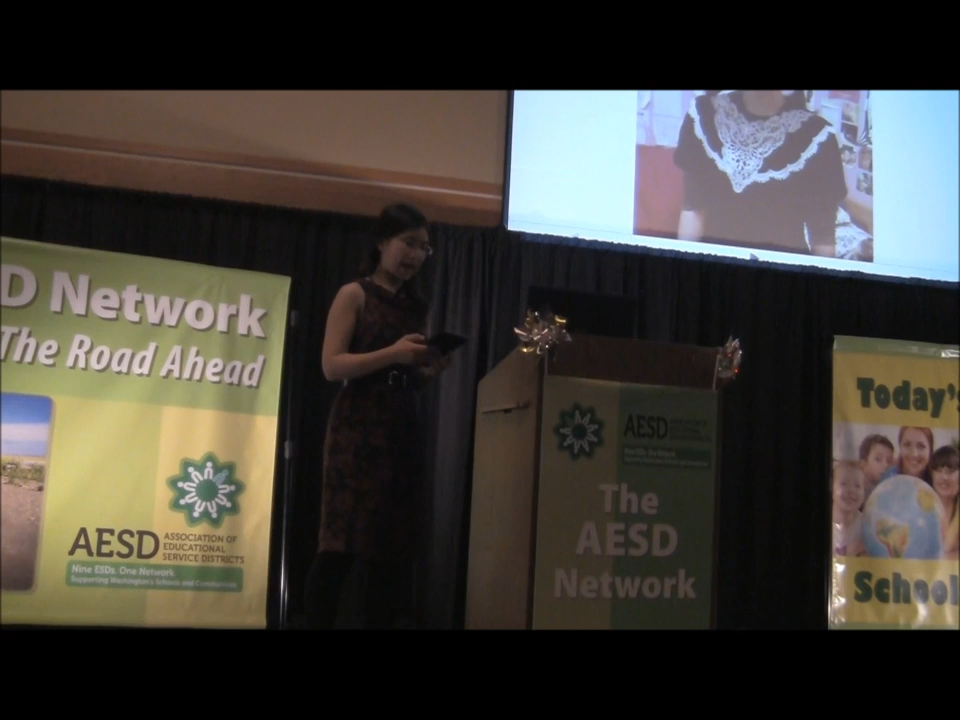 D Network
The Road Ahead
AESD
ASSOCIATION OF
EDUCATIONAL
SERVICE DISTRICTS
Nine ESDs. One Network.
Supporting Washington's Schools and Communities
AESD
The
AESD
Network
Today's
School